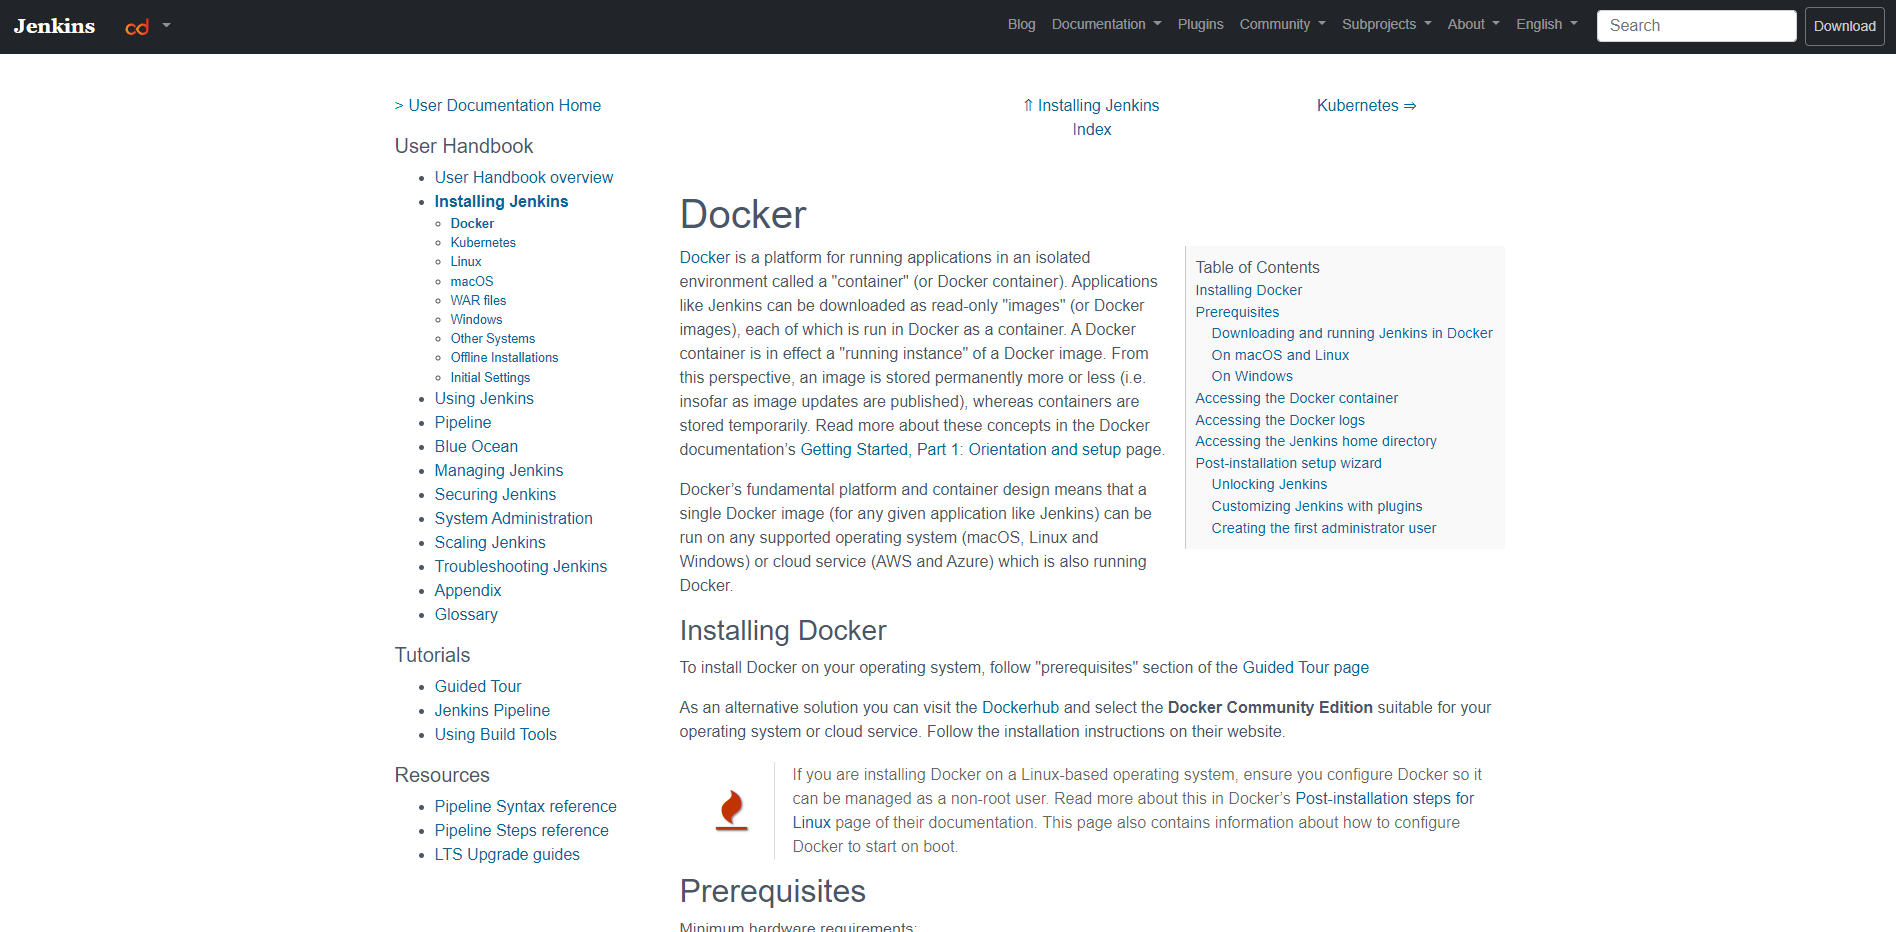 Jenkins
cd
Blog
Documentation
Plugins
Community
Subprojects
About
English
Search
Download
> User Documentation Home
⇑ Installing Jenkins
Index
Kubernetes ⇒
User Handbook
User Handbook overview
Installing Jenkins
Docker
Kubernetes
Linux
macOS
WAR files
Windows
Other Systems
Offline Installations
Initial Settings
Using Jenkins
Pipeline
Blue Ocean
Managing Jenkins
Securing Jenkins
System Administration
Scaling Jenkins
Troubleshooting Jenkins
Appendix
Glossary
Tutorials
Guided Tour
Jenkins Pipeline
Using Build Tools
Resources
Pipeline Syntax reference
Pipeline Steps reference
LTS Upgrade guides
Docker
Docker is a platform for running applications in an isolated
environment called a "container" (or Docker container). Applications
like Jenkins can be downloaded as read-only "images" (or Docker
images), each of which is run in Docker as a container. A Docker
container is in effect a "running instance" of a Docker image. From
this perspective, an image is stored permanently more or less (i.e.
insofar as image updates are published), whereas containers are
stored temporarily. Read more about these concepts in the Docker
documentation’s Getting Started, Part 1: Orientation and setup page.
Docker’s fundamental platform and container design means that a
single Docker image (for any given application like Jenkins) can be
run on any supported operating system (macOS, Linux and
Windows) or cloud service (AWS and Azure) which is also running
Docker.
Table of Contents
Installing Docker
Prerequisites
Downloading and running Jenkins in Docker
On macOS and Linux
On Windows
Accessing the Docker container
Accessing the Docker logs
Accessing the Jenkins home directory
Post-installation setup wizard
Unlocking Jenkins
Customizing Jenkins with plugins
Creating the first administrator user
Installing Docker
To install Docker on your operating system, follow "prerequisites" section of the Guided Tour page
As an alternative solution you can visit the Dockerhub and select the Docker Community Edition suitable for your
operating system or cloud service. Follow the installation instructions on their website.
If you are installing Docker on a Linux-based operating system, ensure you configure Docker so it
can be managed as a non-root user. Read more about this in Docker’s Post-installation steps for
Linux page of their documentation. This page also contains information about how to configure
Docker to start on boot.
Prerequisites
Minimum hardware requirements: